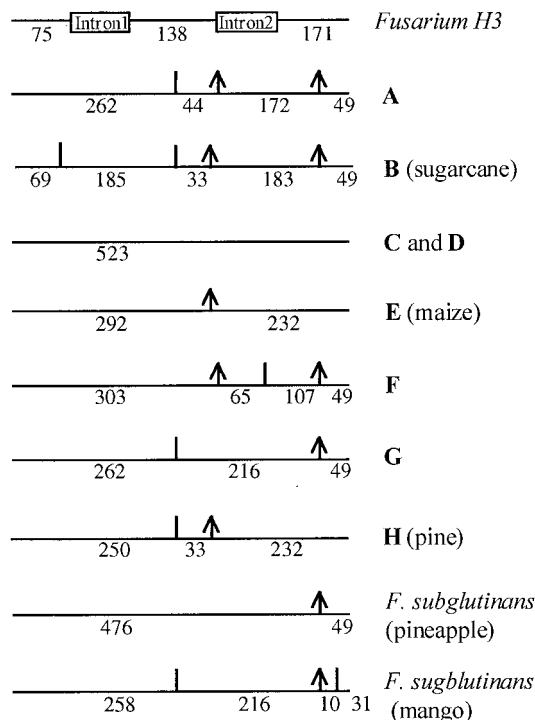 Intron1 Intron2 Fusarium H3
75 138 171
A
262 44 172 49
B (sugarcane)
69 185 33 183 49
C and D
523
E (maize)
292 232
F
303 65 107 49
G
262 216 49
H (pine)
250 33 232
F. subglutinans
476 49
(pineapple)
F. sugblutinans
258 216 10 31
(mango)